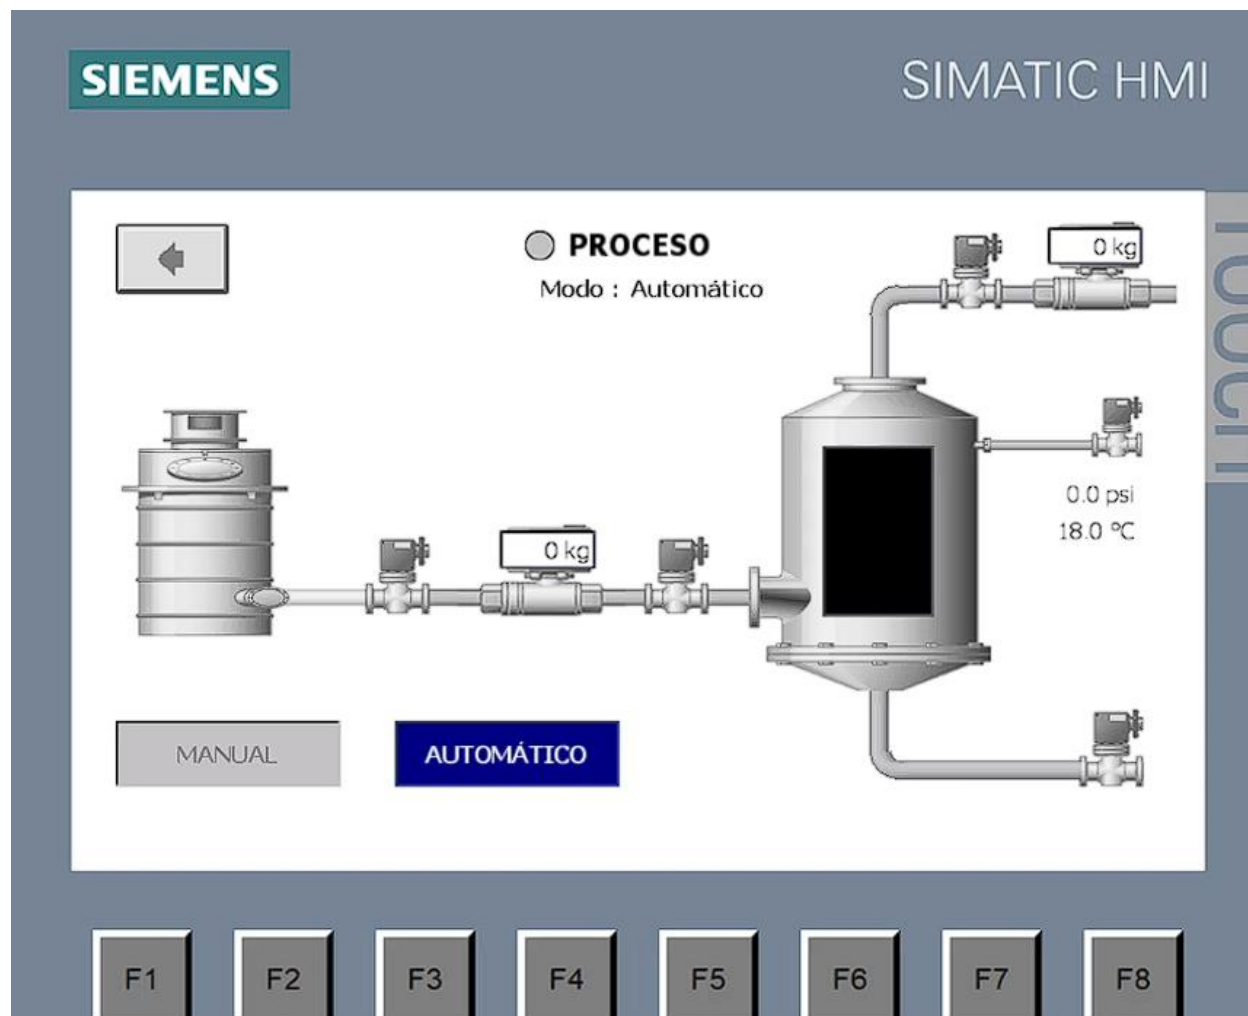 SIEMENS
SIMATIC HMI
TOUCH
PROCESO
Modo : Automático
0 kg
0.0 psi
18.0 °C
0 kg
MANUAL
AUTOMÁTICO
F1
F2
F3
F4
F5
F6
F7
F8